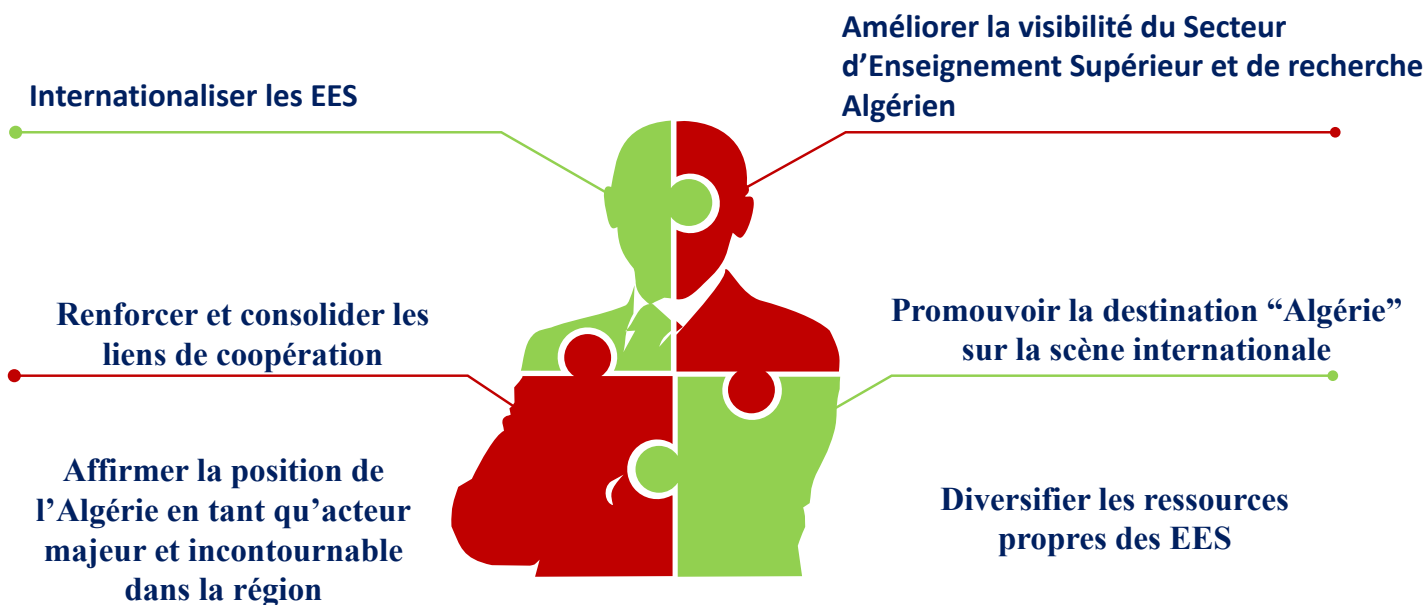 Internationaliser les EES
Améliorer la visibilité du Secteur
d’Enseignement Supérieur et de recherche
Algérien
Renforcer et consolider les
liens de coopération
Promouvoir la destination “Algérie”
sur la scène internationale
Affirmer la position de
l’Algérie en tant qu’acteur
majeur et incontournable
dans la région
Diversifier les ressources
propres des EES